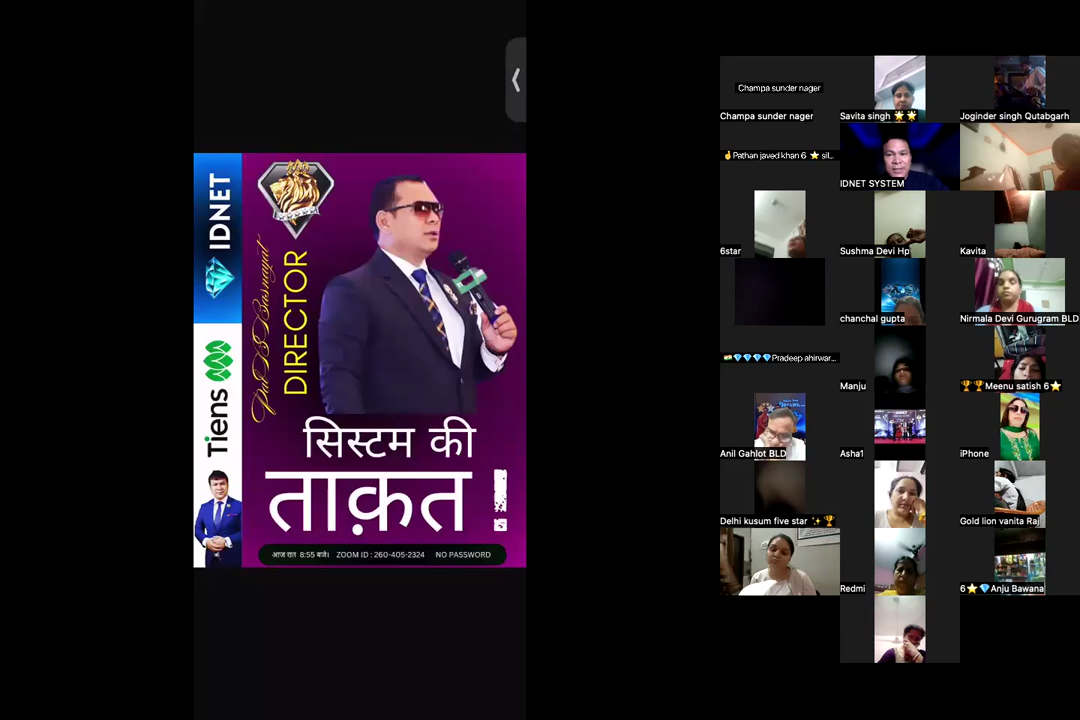 IDNET
Tiens
DIRECTOR
सिस्टम की
ताक़त !
आज रात 8:55 बजे। ZOOM ID : 260-405-2324 NO PASSWORD
Champa sunder nager
Champa sunder nager
Savita singh 🌟🌟
Joginder singh Qutabgarh
Pathan javed khan 6 ⭐ sil...
IDNET SYSTEM
6star
Sushma Devi Hp
Kavita
chanchal gupta
Nirmala Devi Gurugram BLD
🇮🇳💎💎💎💎Pradeep ahirwar...
Manju
🏆🏆Meenu satish 6⭐
Anil Gahlot BLD
Asha1
iPhone
Delhi kusum five star ✨🏆
Gold lion vanita Raj
Redmi
6⭐💎Anju Bawana